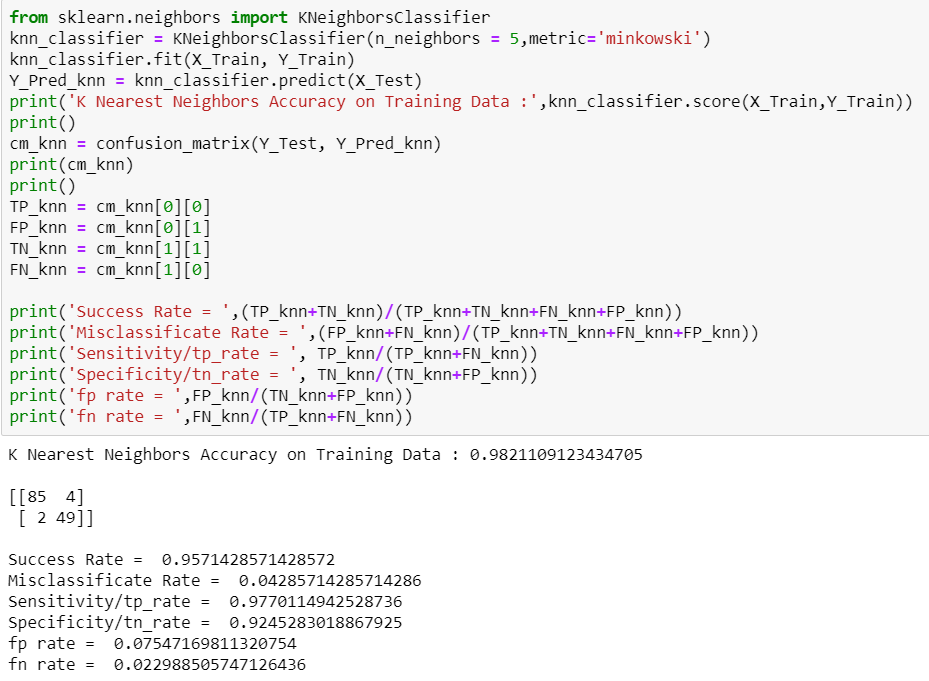 from sklearn.neighbors import KNeighborsClassifier
knn_classifier = KNeighborsClassifier(n_neighbors = 5,metric='minkowski')
knn_classifier.fit(X_Train, Y_Train)
Y_Pred_knn = knn_classifier.predict(X_Test)
print('K Nearest Neighbors Accuracy on Training Data :',knn_classifier.score(X_Train,Y_Train))
print()
cm_knn = confusion_matrix(Y_Test, Y_Pred_knn)
print(cm_knn)
print()
TP_knn = cm_knn[0][0]
FP_knn = cm_knn[0][1]
TN_knn = cm_knn[1][1]
FN_knn = cm_knn[1][0]
print('Success Rate = ',(TP_knn+TN_knn)/(TP_knn+TN_knn+FN_knn+FP_knn))
print('Misclassificate Rate = ',(FP_knn+FN_knn)/(TP_knn+TN_knn+FN_knn+FP_knn))
print('Sensitivity/tp_rate = ', TP_knn/(TP_knn+FN_knn))
print('Specificity/tn_rate = ', TN_knn/(TN_knn+FP_knn))
print('fp rate = ',FP_knn/(TN_knn+FP_knn))
print('fn rate = ',FN_knn/(TP_knn+FN_knn))
K Nearest Neighbors Accuracy on Training Data : 0.9821109123434705
[[85  4]
 [ 2 49]]
Success Rate =  0.9571428571428572
Misclassificate Rate =  0.04285714285714286
Sensitivity/tp_rate =  0.9770114942528736
Specificity/tn_rate =  0.9245283018867925
fp rate =  0.07547169811320754
fn rate =  0.022988505747126436